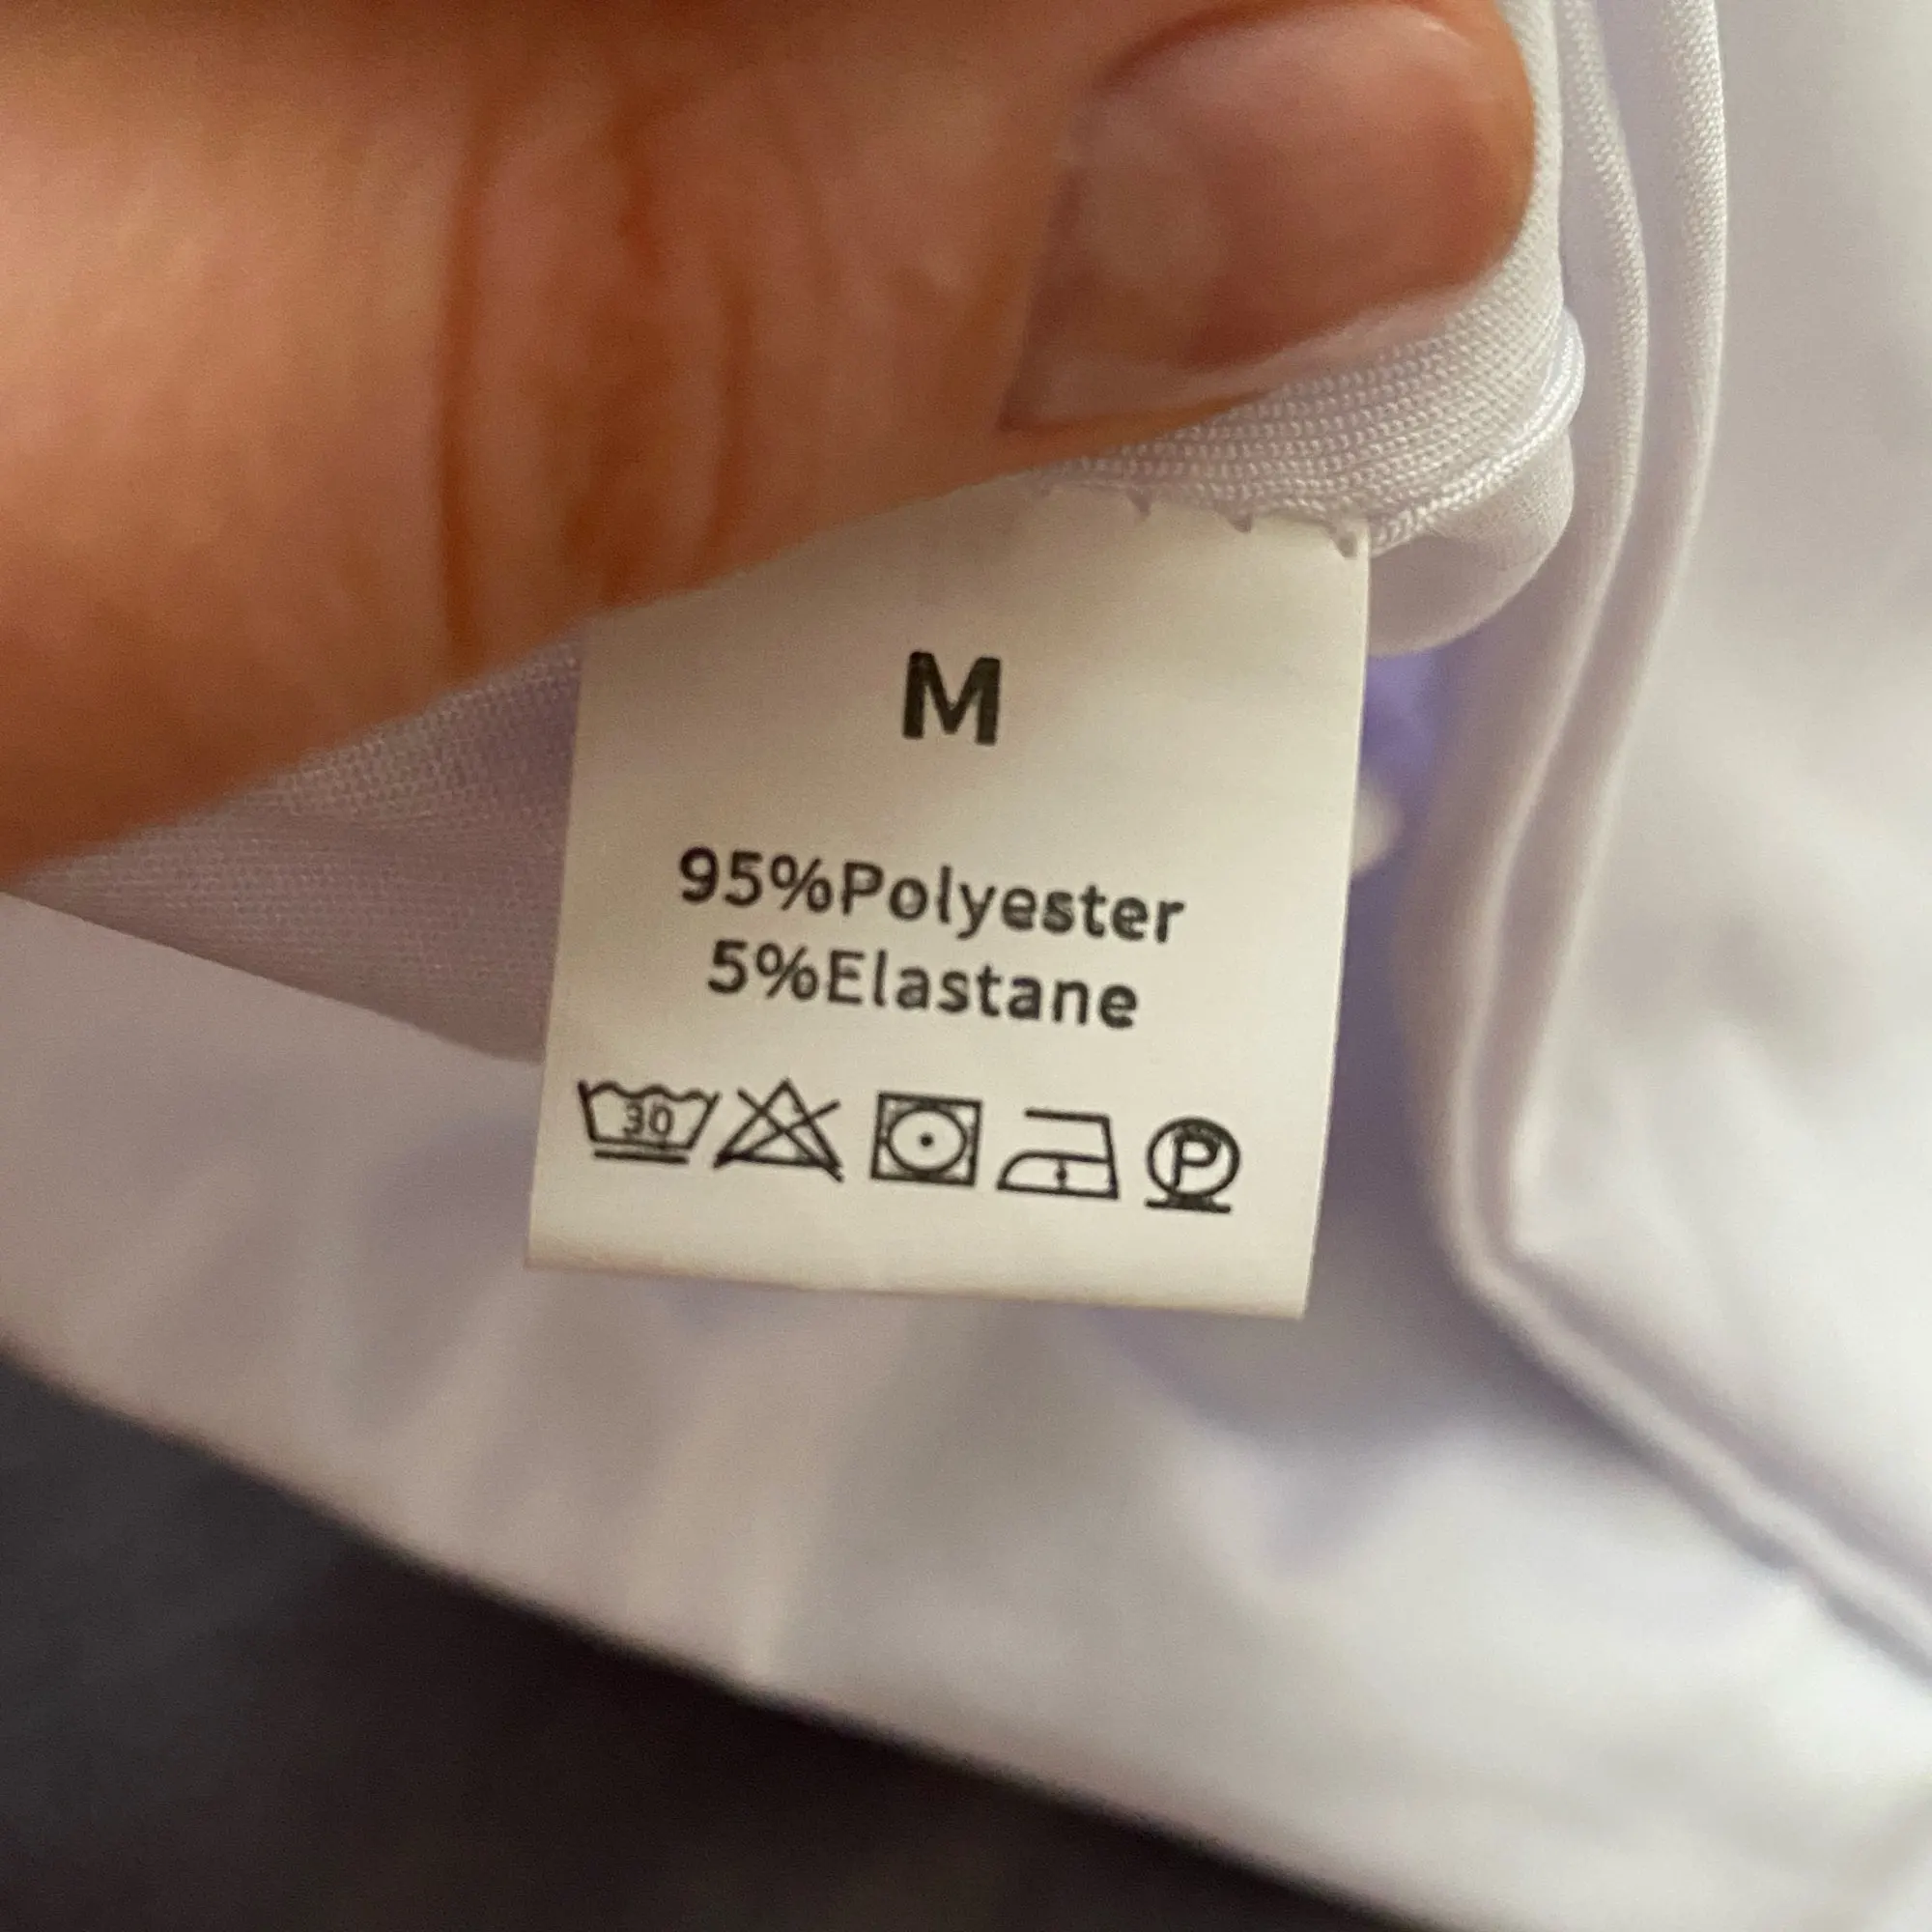 M
95%Polyester
5%Elastane
30 P